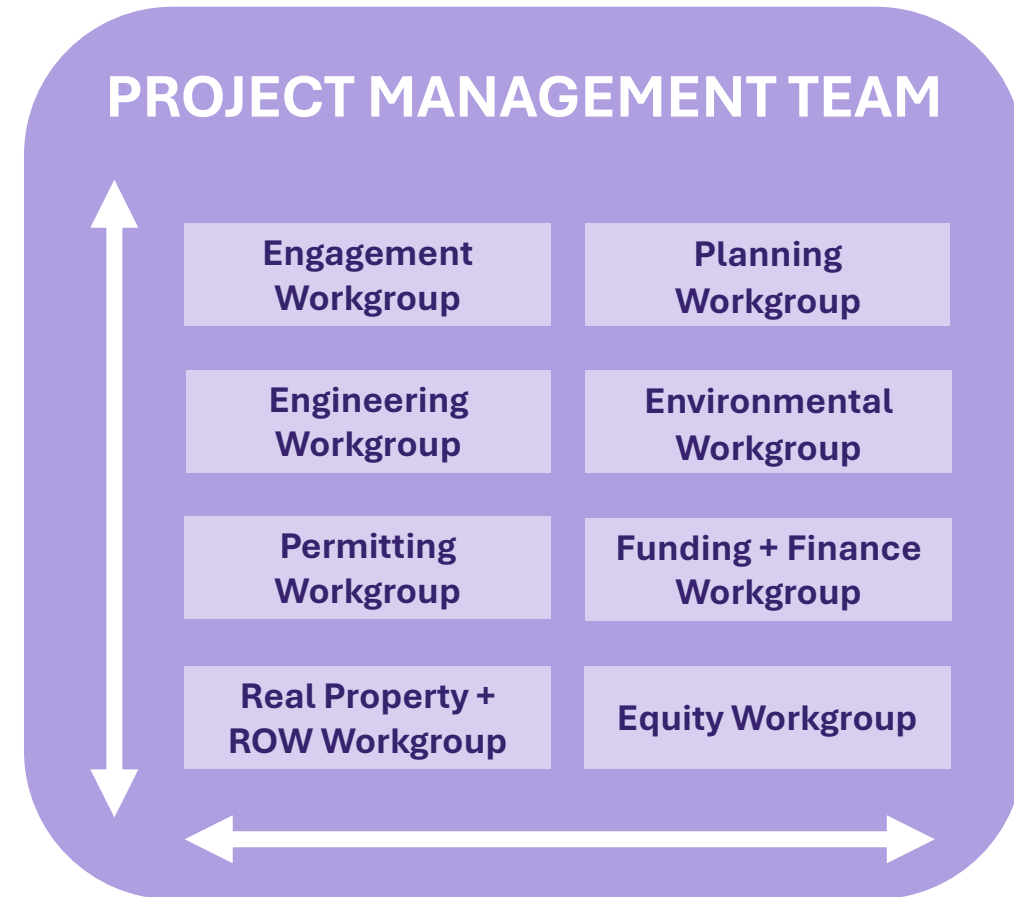 PROJECT MANAGEMENT TEAM
Engagement
Workgroup
Planning
Workgroup
Engineering
Workgroup
Environmental
Workgroup
Permitting
Workgroup
Funding + Finance
Workgroup
Real Property +
ROW Workgroup
Equity Workgroup